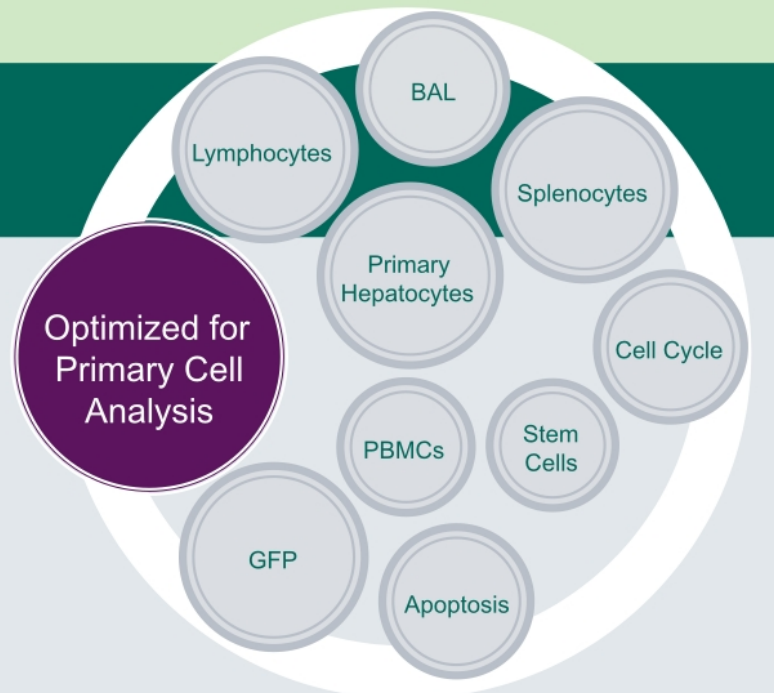 BAL
Lymphocytes
Splenocytes
Primary
Hepatocytes
Optimized for
Primary Cell
Analysis
Cell Cycle
PBMCs
Stem
Cells
GFP
Apoptosis